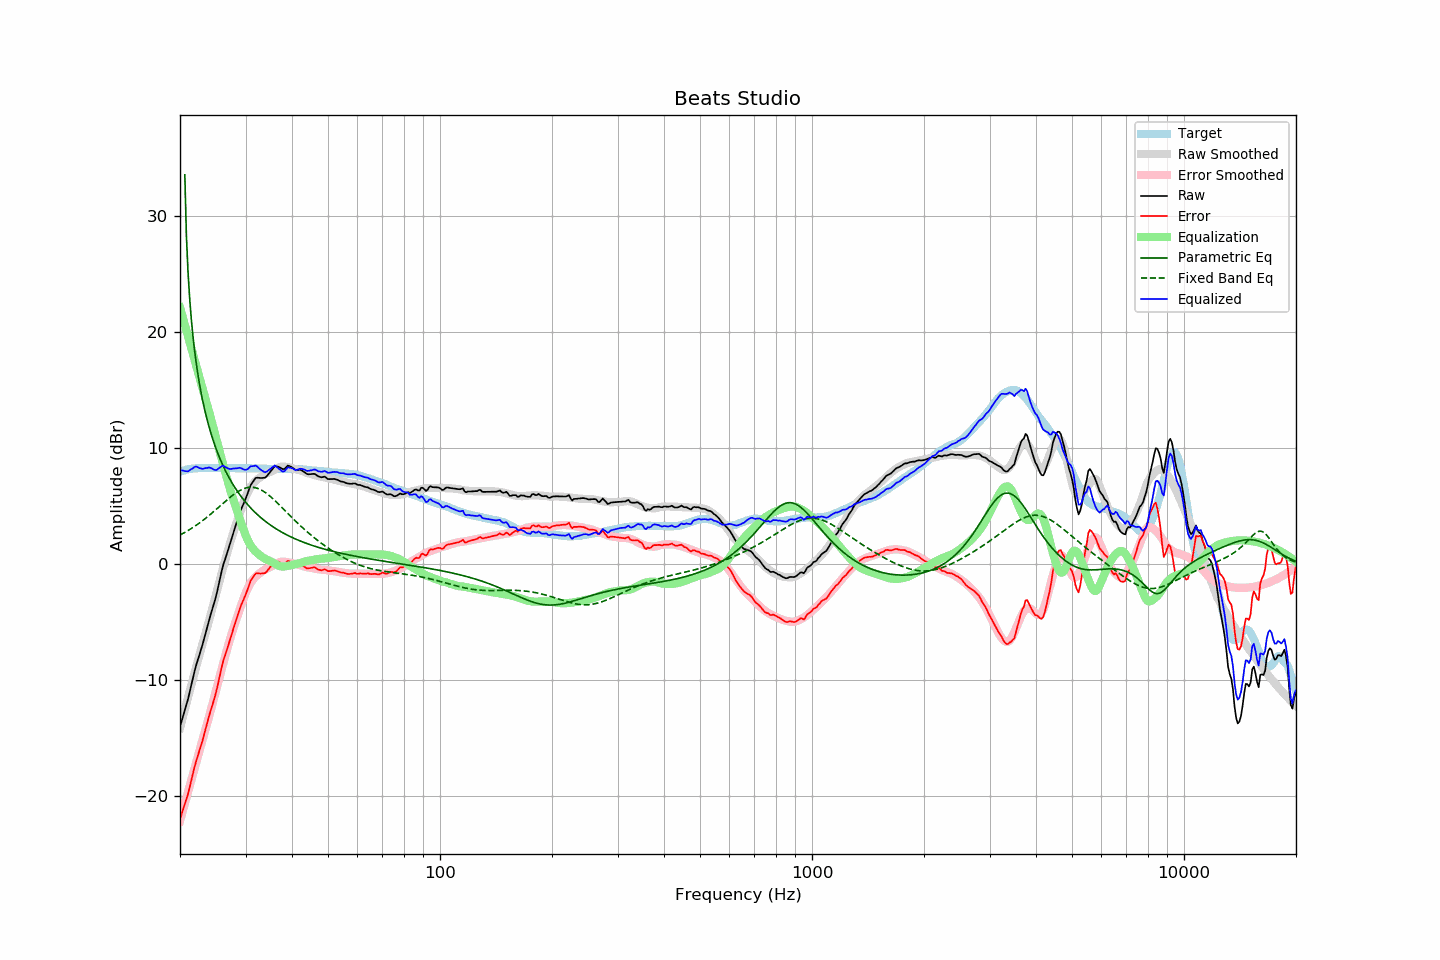 Beats Studio
Target
Raw Smoothed
Error Smoothed
Raw
Error
Equalization
Parametric Eq
Fixed Band Eq
Equalized
Amplitude (dBr)
30
20
10
0
−10
−20
100
1000
10000
Frequency (Hz)